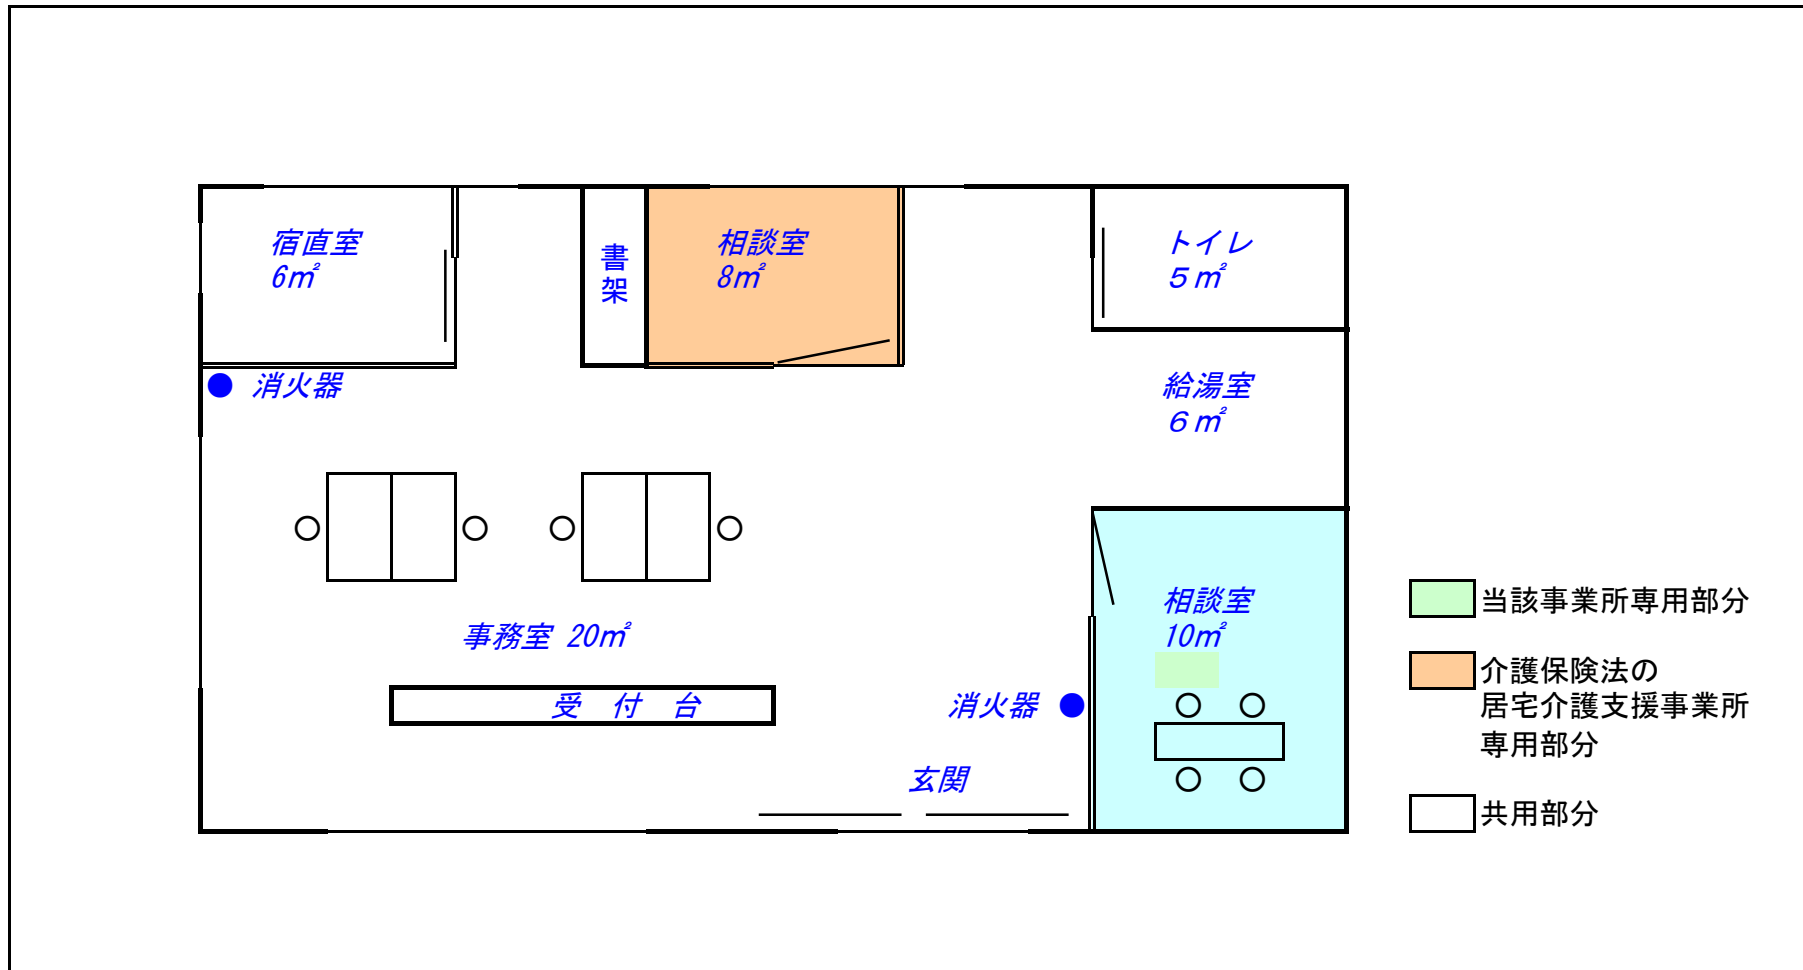 宿直室
6㎡
書架
相談室
8㎡
トイレ
5㎡
消火器
給湯室
6㎡
事務室 20㎡
受 付 台
消火器
玄関
相談室
10㎡
当該事業所専用部分
介護保険法の
居宅介護支援事業所
専用部分
共用部分